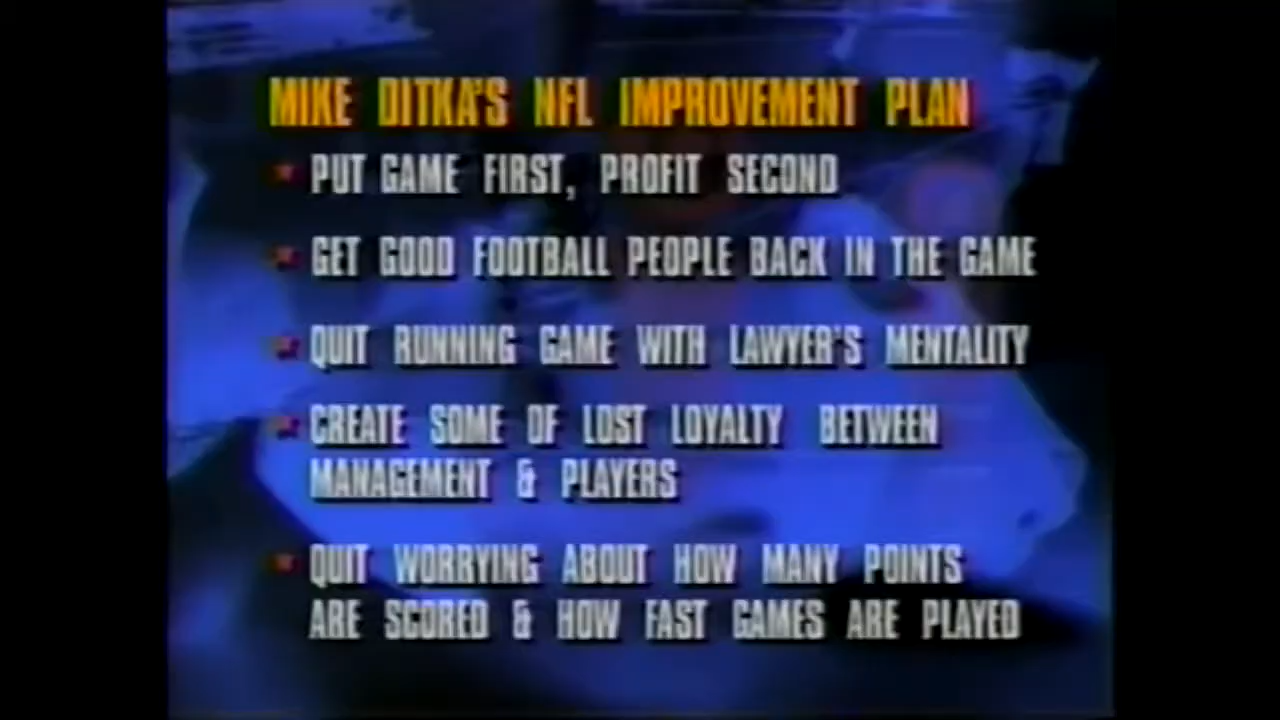 MIKE DITKA'S NFL IMPROVEMENT PLAN
PUT GAME FIRST, PROFIT SECOND
GET GOOD FOOTBALL PEOPLE BACK IN THE GAME
QUIT RUNNING GAME WITH LAWYER'S MENTALITY
CREATE SOME OF LOST LOYALTY BETWEEN
MANAGEMENT & PLAYERS
QUIT WORRYING ABOUT HOW MANY POINTS
ARE SCORED & HOW FAST GAMES ARE PLAYED